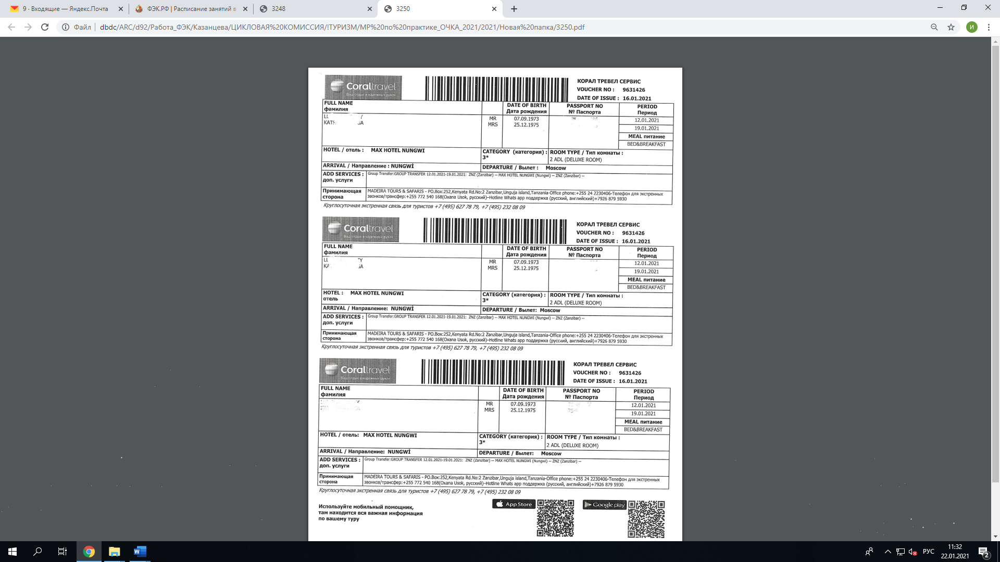 9 · Входящие — Яндекс.Почта
ФЭК.РФ | Расписание занятий в
3248
3250
Файл
dbdc/ARC/d92/Работа_ФЭК/Казанцева/ЦИКЛОВАЯ%20КОМИССИЯ/!ТУРИЗМ/МР%20по%20практике_ОЧКА_2021/2021/Новая%20папка/3250.pdf
И
Coraltravel
Ваш отдых в надежных руках
КОРАЛ ТРЕВЕЛ СЕРВИС
VOUCHER NO : 9631426
DATE OF ISSUE : 16.01.2021
FULL NAME
фамилия
DATE OF BIRTH
Дата рождения
PASSPORT NO
№ Паспорта
PERIOD
Период
MR 07.09.1973
MRS 25.12.1975
12.01.2021
19.01.2021
MEAL питание
BED&BREAKFAST
HOTEL / отель : MAX HOTEL NUNGWI
CATEGORY (категория) :
3*
ROOM TYPE / Тип комнаты :
2 ADL (DELUXE ROOM)
ARRIVAL / Направление : NUNGWİ
DEPARTURE / Вылет : Moscow
ADD SERVICES :
доп. услуги
Group Transfer:GROUP TRANSFER 12.01.2021-19.01.2021: ZNZ (Zanzibar) -- MAX HOTEL NUNGWI (Nungwi) -- ZNZ (Zanzibar) --
Принимающая
сторона
MADEIRA TOURS & SAFARIS - PO.Box:252,Kenyata Rd.No:2 Zanzibar,Unguja island,Tanzania-Office phone:+255 24 2230406-Телефон для экстренных
звонков/трансфер:+255 772 540 168(Oxana Usok, русский)--Hotline Whats app поддержка (русский, английский)+7926 879 5930
Круглосуточная экстренная связь для туристов +7 (495) 627 78 79, +7 (495) 232 08 09
Coraltravel
Ваш отдых в надежных руках
КОРАЛ ТРЕВЕЛ СЕРВИС
VOUCHER NO : 9631426
DATE OF ISSUE : 16.01.2021
FULL NAME
фамилия
DATE OF BIRTH
Дата рождения
PASSPORT NO
№ Паспорта
PERIOD
Период
MR 07.09.1973
MRS 25.12.1975
12.01.2021
19.01.2021
MEAL питание
BED&BREAKFAST
HOTEL : MAX HOTEL NUNGWI
отель
CATEGORY (категория) :
3*
ROOM TYPE / Тип комнаты :
2 ADL (DELUXE ROOM)
ARRIVAL / Направление: NUNGWİ
DEPARTURE / Вылет: Moscow
ADD SERVICES :
доп. услуги
Group Transfer:GROUP TRANSFER 12.01.2021-19.01.2021: ZNZ (Zanzibar) -- MAX HOTEL NUNGWI (Nungwi) -- ZNZ (Zanzibar) --
Принимающая
сторона
MADEIRA TOURS & SAFARIS - PO.Box:252,Kenyata Rd.No:2 Zanzibar,Unguja island,Tanzania-Office phone:+255 24 2230406-Телефон для экстренных
звонков/трансфер:+255 772 540 168(Oxana Usok, русский)--Hotline Whats app поддержка (русский, английский)+7926 879 5930
Круглосуточная экстренная связь для туристов +7 (495) 627 78 79, +7 (495) 232 08 09
Coraltravel
Ваш отдых в надежных руках
КОРАЛ ТРЕВЕЛ СЕРВИС
VOUCHER NO : 9631426
DATE OF ISSUE : 16.01.2021
FULL NAME
фамилия
DATE OF BIRTH
Дата рождения
PASSPORT NO
№ Паспорта
PERIOD
Период
MR 07.09.1973
MRS 25.12.1975
12.01.2021
19.01.2021
MEAL питание
BED&BREAKFAST
HOTEL / отель: MAX HOTEL NUNGWI
CATEGORY (категория) :
3*
ROOM TYPE / Тип комнаты :
2 ADL (DELUXE ROOM)
ARRIVAL / Направление: NUNGWİ
DEPARTURE / Вылет: Moscow
ADD SERVICES :
доп. услуги
Group Transfer:GROUP TRANSFER 12.01.2021-19.01.2021: ZNZ (Zanzibar) -- MAX HOTEL NUNGWI (Nungwi) -- ZNZ (Zanzibar) --
Принимающая
сторона
MADEIRA TOURS & SAFARIS - PO.Box:252,Kenyata Rd.No:2 Zanzibar,Unguja island,Tanzania-Office phone:+255 24 2230406-Телефон для экстренных
звонков/трансфер:+255 772 540 168(Oxana Usok, русский)--Hotline Whats app поддержка (русский, английский)+7926 879 5930
Круглосуточная экстренная связь для туристов +7 (495) 627 78 79, +7 (495) 232 08 09
Используйте мобильный помощник,
там находится вся важная информация
по вашему туру
App Store
Google play
РУС
11:32
22.01.2021
2